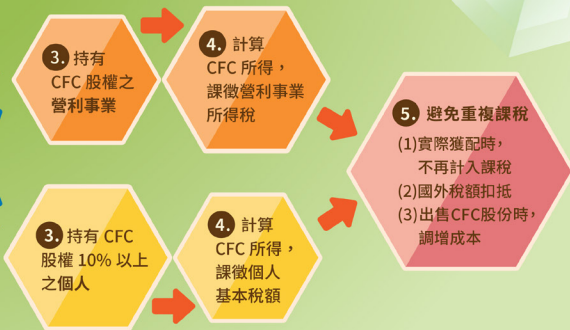 3. 持有
CFC 股權之
營利事業
4. 計算
CFC 所得，
課徵營利事業
所得稅
3. 持有 CFC
股權 10% 以上
之個人
4. 計算
CFC 所得，
課徵個人
基本稅額
5. 避免重複課稅
(1)實際獲配時，
不再計入課稅
(2)國外稅額扣抵
(3)出售CFC股份時，
調增成本